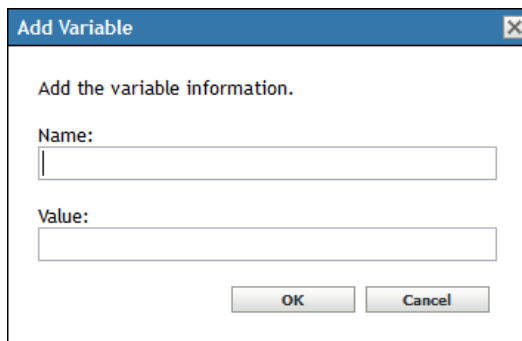 Add Variable
Add the variable information.
Name:
Value:
OK Cancel